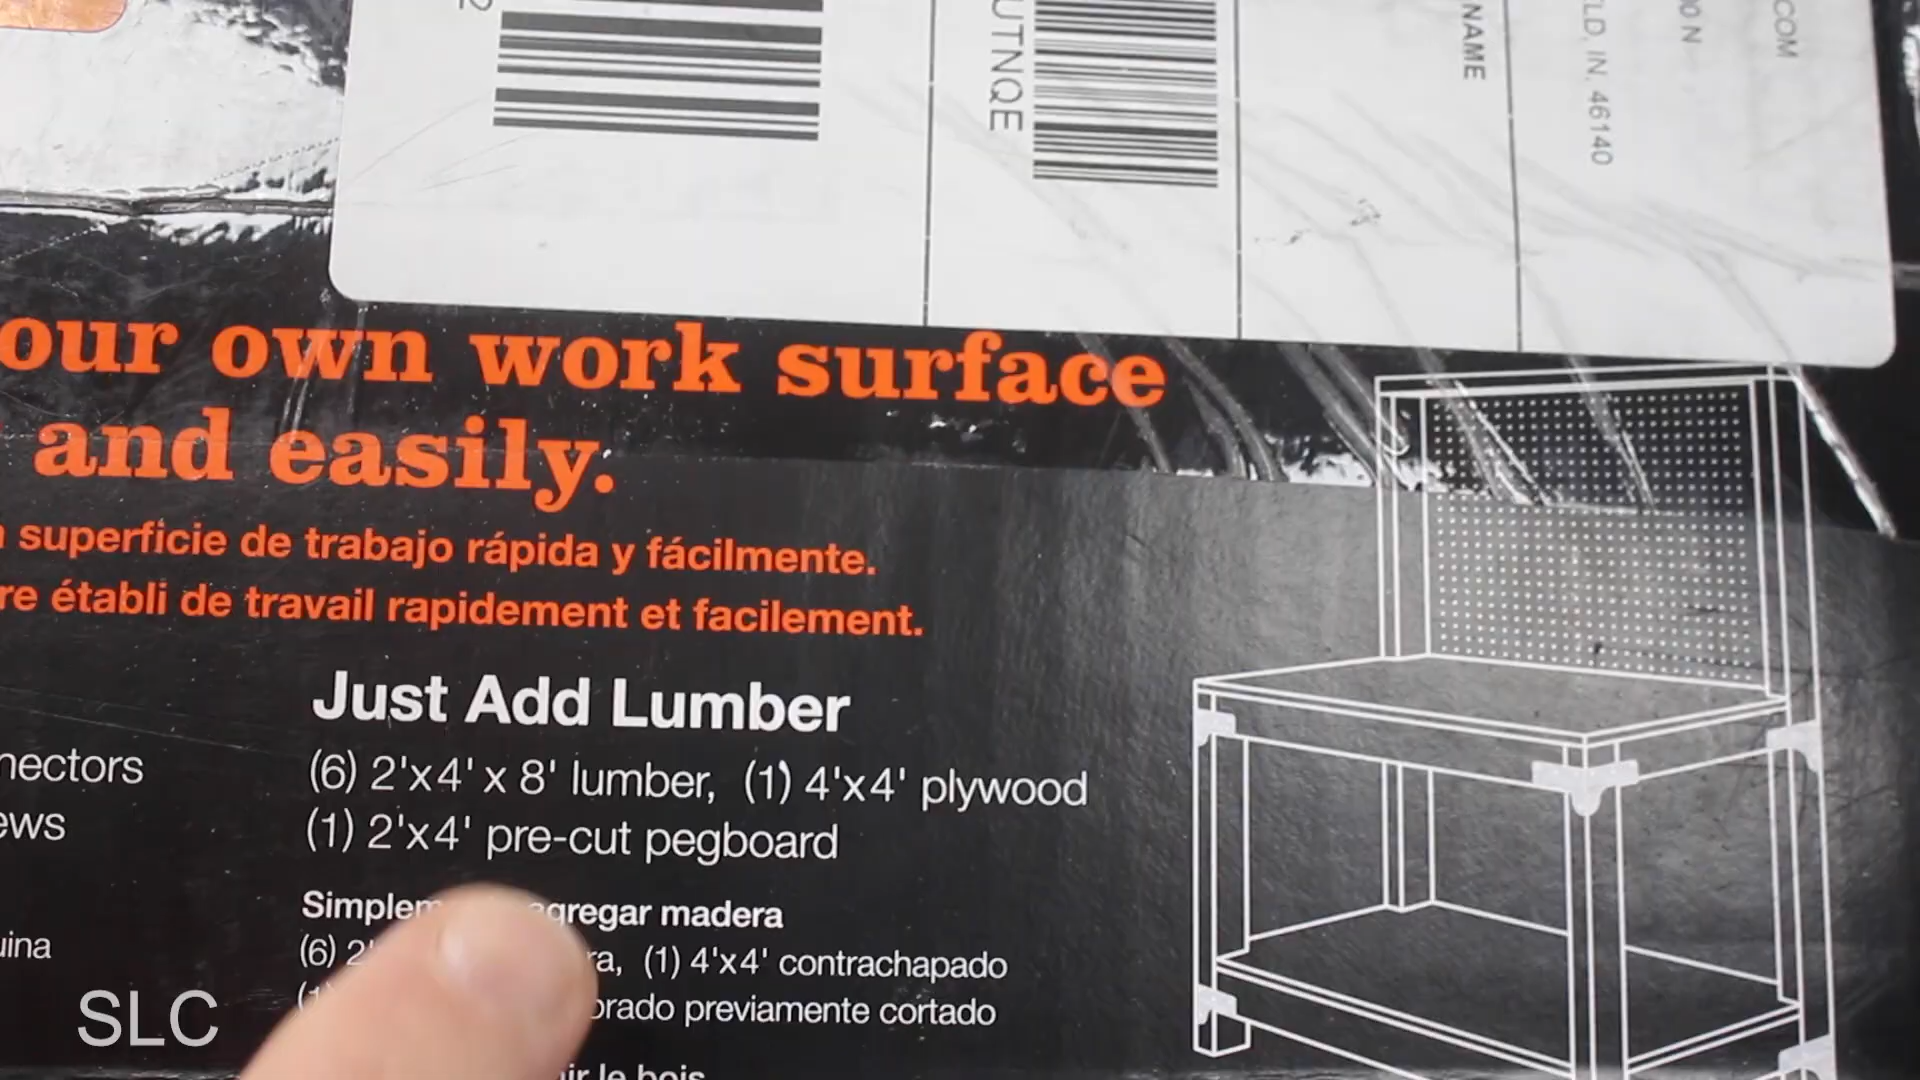 UTNQE
NAME
LD, IN, 46140
00 N
COM
our own work surface
and easily.
superficie de trabajo rápida y fácilmente.
re établi de travail rapidement et facilement.
Just Add Lumber
nectors
(6) 2'x4' x 8' lumber, (1) 4'x4' plywood
ews
(1) 2'x4' pre-cut pegboard
agregar madera
uina
(6) 2' ra, (1) 4'x4' contrachapado
orado previamente cortado
le bois
SLC